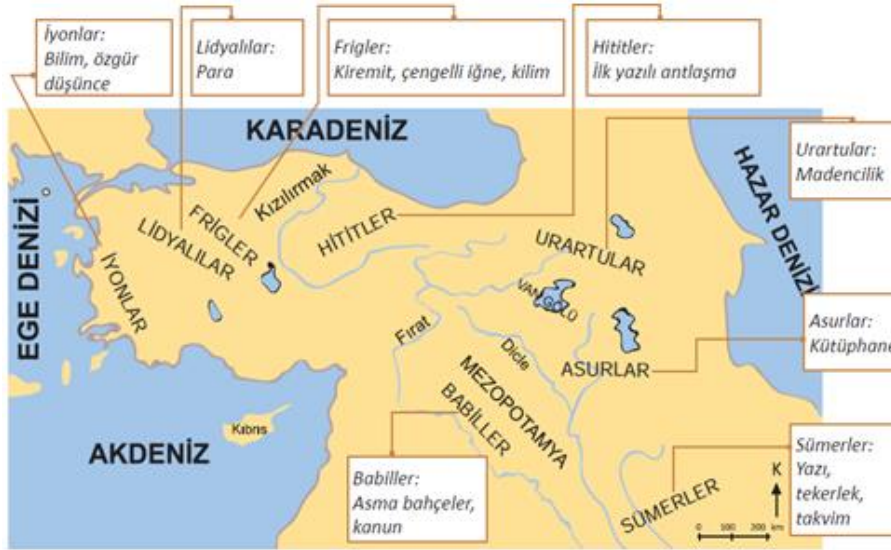 İyonlar:
Bilim, özgür
düşünce
Lidyalılar:
Para
Frigler:
Kiremit, çengelli iğne, kilim
Hititler:
İlk yazılı antlaşma
KARADENİZ
Urartular:
Madencilik
HAZAR DENİZİ
EGE DENİZİ
Kızılırmak
FRİGLER
LİDYALILAR
HİTİTLER
URARTULAR
İYONLAR
VAN GÖLÜ
Fırat
Dicle
Asurlar:
Kütüphane
ASURLAR
MEZOPOTAMYA
BABİLLER
Kıbrıs
AKDENİZ
Babiller:
Asma bahçeler,
kanun
SÜMERLER
Sümerler:
Yazı,
tekerlek,
takvim
K
0 100 200 km